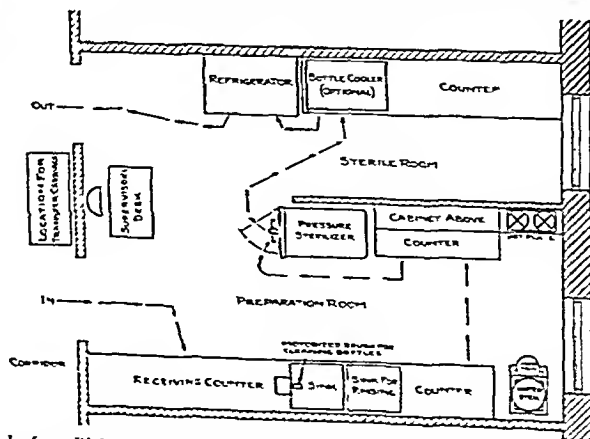 REFRIGERATOR
BOTTLE COOLER
(OPTIONAL)
COUNTER
OUT
STERILE ROOM
LOCATION FOR
TRANSFER
SUPERVISOR'S
DESK
PRESSURE
STERILIZER
CABINET ABOVE
COUNTER
HOT PLATE
PREPARATION ROOM
IN
MOTORIZED BRUSH FOR
CLEANING BOTTLES
CORRIDOR
RECEIVING COUNTER
SINK
SINK FOR
RINSING
COUNTER